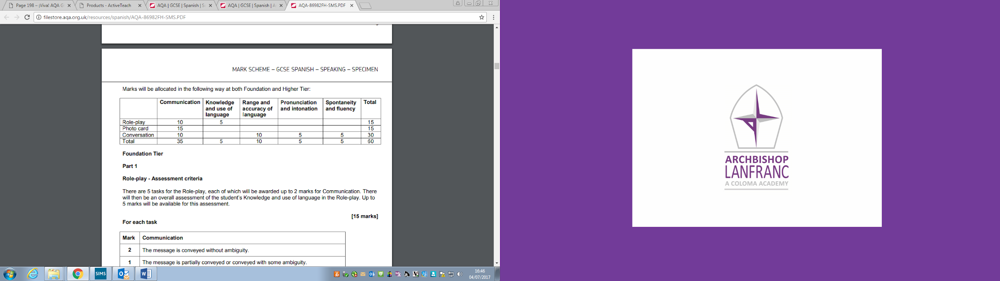 Page 198 – ¡Viva! AQA G
Products - ActiveTeach
AQA | GCSE | Spanish | S
AQA | GCSE | Spanish | A
AQA-86982FH-SMS.PDF
filestore.aqa.org.uk/resources/spanish/AQA-86982FH-SMS.PDF
MARK SCHEME – GCSE SPANISH – SPEAKING – SPECIMEN
Marks will be allocated in the following way at both Foundation and Higher Tier:
Communication Knowledge and use of language Range and accuracy of language Pronunciation and intonation Spontaneity and fluency Total
Role-play 10 5 15
Photo card 15 15
Conversation 10 10 5 5 30
Total 35 5 10 5 5 60
Foundation Tier
Part 1
Role-play - Assessment criteria
There are 5 tasks for the Role-play, each of which will be awarded up to 2 marks for Communication. There
will then be an overall assessment of the student's Knowledge and use of language in the Role-play. Up to
5 marks will be available for this assessment.
[15 marks]
For each task
Mark Communication
2 The message is conveyed without ambiguity.
1 The message is partially conveyed or conveyed with some ambiguity.
SIMS
16:46
04/07/2017
ARCHBISHOP
LANFRANC
A COLOMA ACADEMY